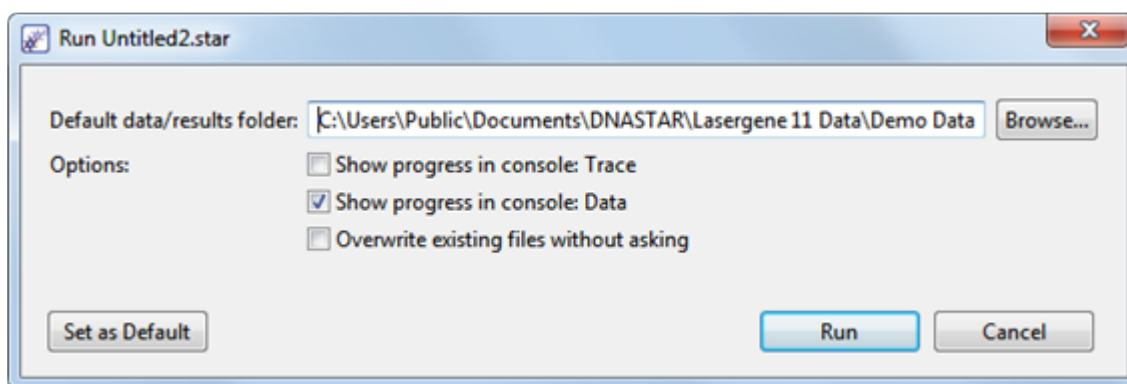 Run Untitled2.star
Default data/results folder: C:\Users\Public\Documents\DNASTAR\Lasergene 11 Data\Demo Data Browse...
Options: Show progress in console: Trace
Show progress in console: Data
Overwrite existing files without asking
Set as Default Run Cancel